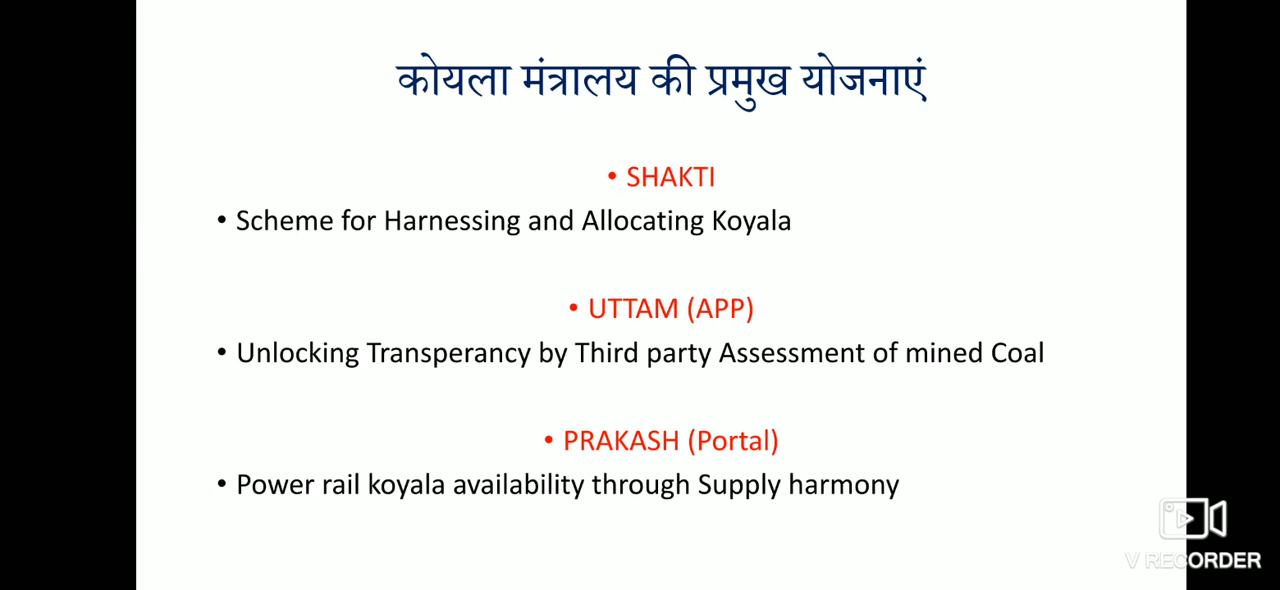 कोयला मंत्रालय की प्रमुख योजनाएं
• SHAKTI
• Scheme for Harnessing and Allocating Koyala
• UTTAM (APP)
• Unlocking Transperancy by Third party Assessment of mined Coal
• PRAKASH (Portal)
• Power rail koyala availability through Supply harmony
V RECORDER